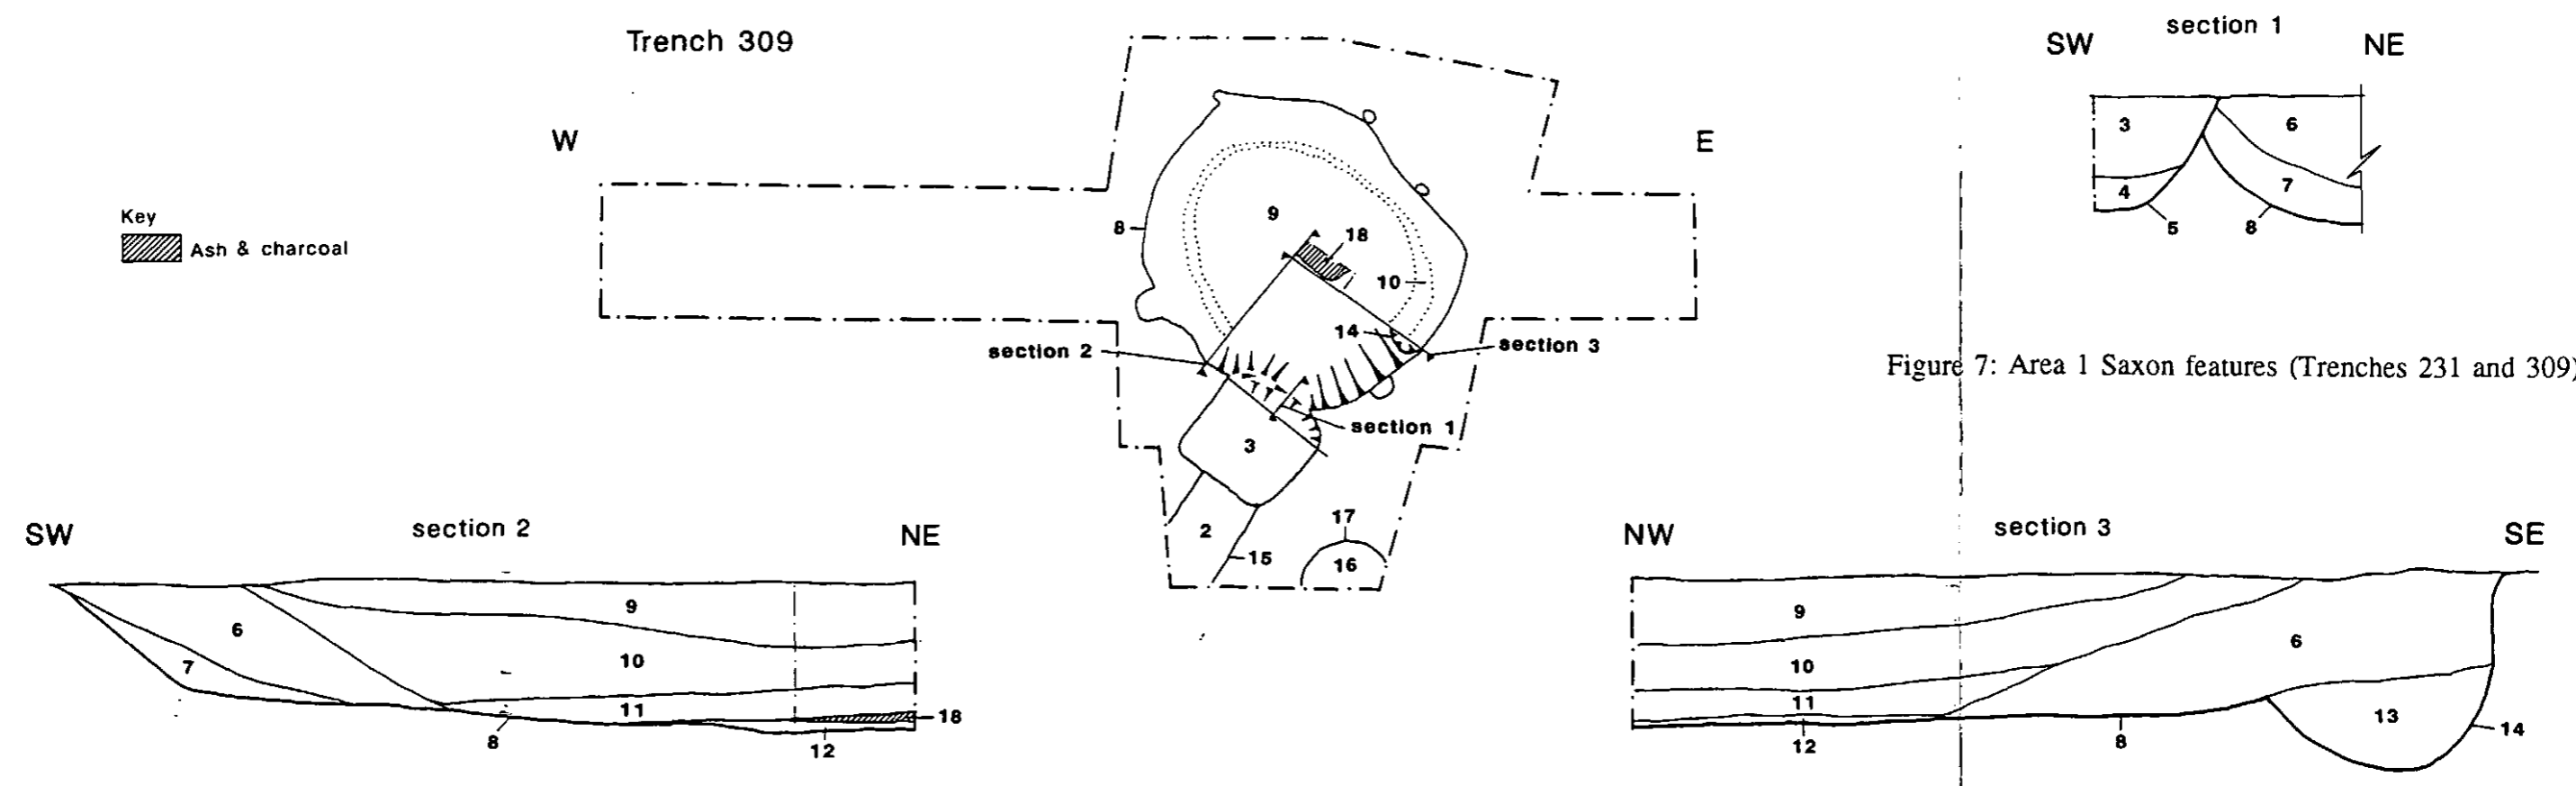 Trench 309
W
E
Key
Ash & charcoal
8
9
18
10
14
section 2
section 3
section 1
3
2
15
17
16
section 1
SW
NE
3
6
4
7
5
8
Figure 7: Area 1 Saxon features (Trenches 231 and 309)
SW
section 2
NE
9
6
10
7
11
18
8
12
NW
section 3
SE
9
6
10
11
13
14
12
8